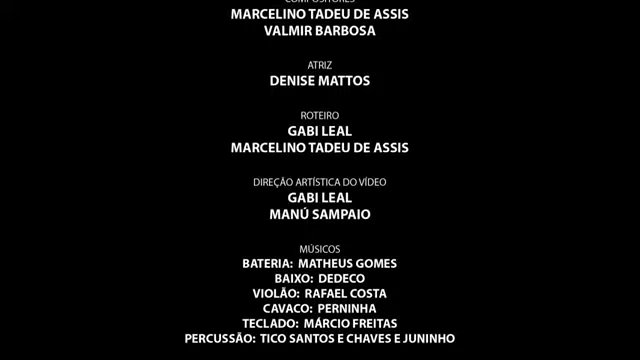 COMPOSITORES
MARCELINO TADEU DE ASSIS
VALMIR BARBOSA
ATRIZ
DENISE MATTOS
ROTEIRO
GABI LEAL
MARCELINO TADEU DE ASSIS
DIREÇÃO ARTÍSTICA DO VÍDEO
GABI LEAL
MANÚ SAMPAIO
MÚSICOS
BATERIA: MATHEUS GOMES
BAIXO: DEDECO
VIOLÃO: RAFAEL COSTA
CAVACO: PERNINHA
TECLADO: MÁRCIO FREITAS
PERCUSSÃO: TICO SANTOS E CHAVES E JUNINHO